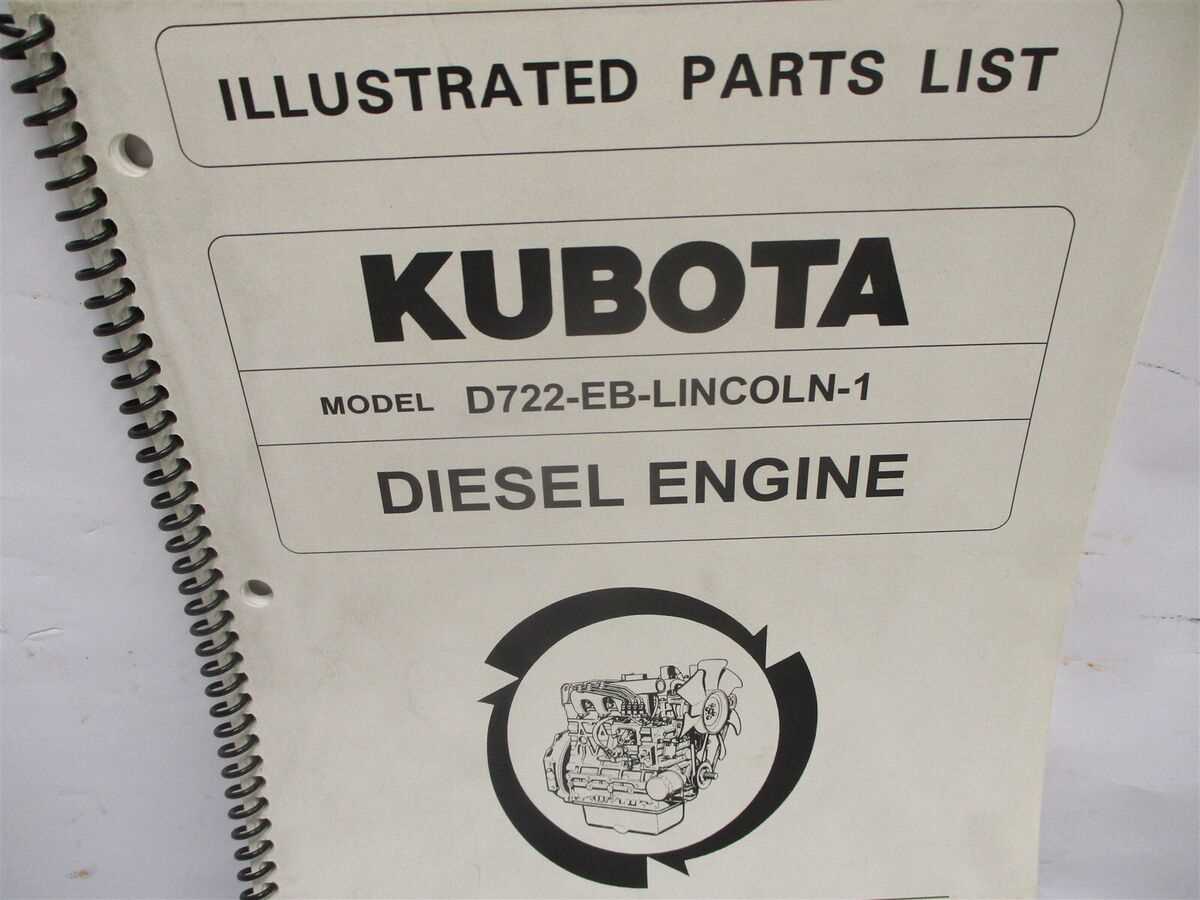 ILLUSTRATED PARTS LIST
KUBOTA
MODEL D722-EB-LINCOLN-1
DIESEL ENGINE